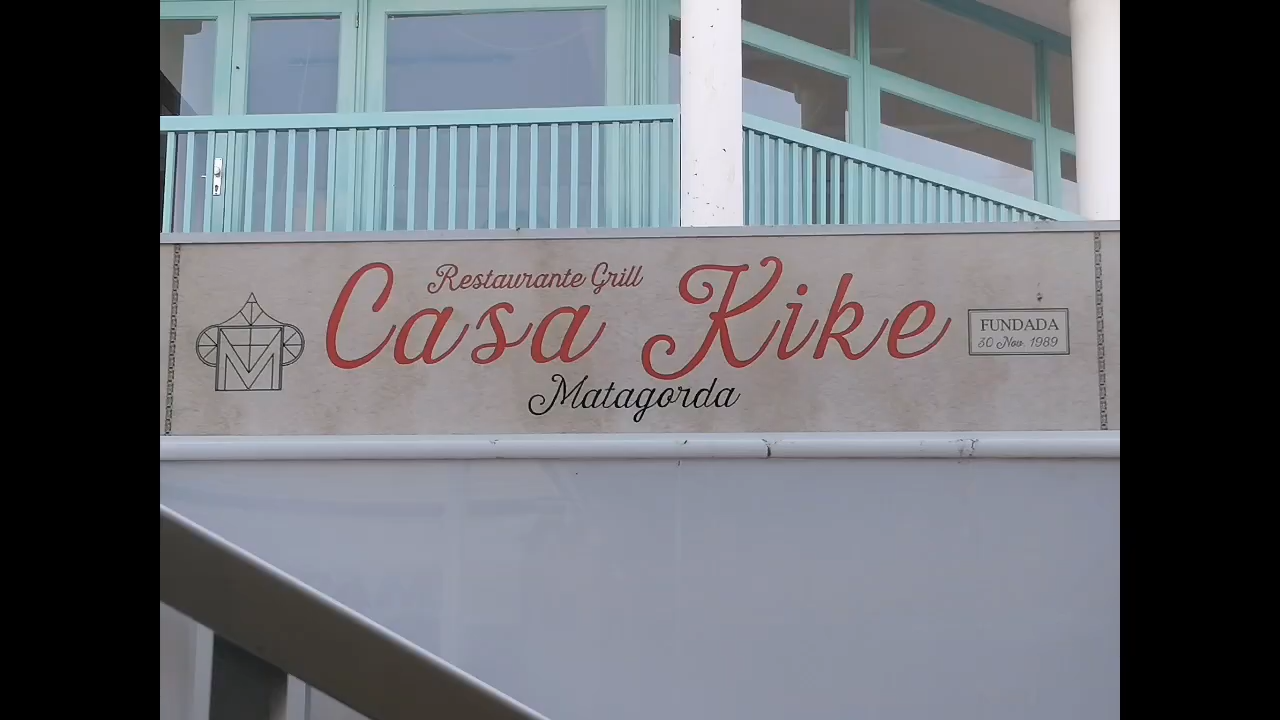 Restaurante Grill
Casa Kike
Matagorda
M
FUNDADA
30 Nov. 1989